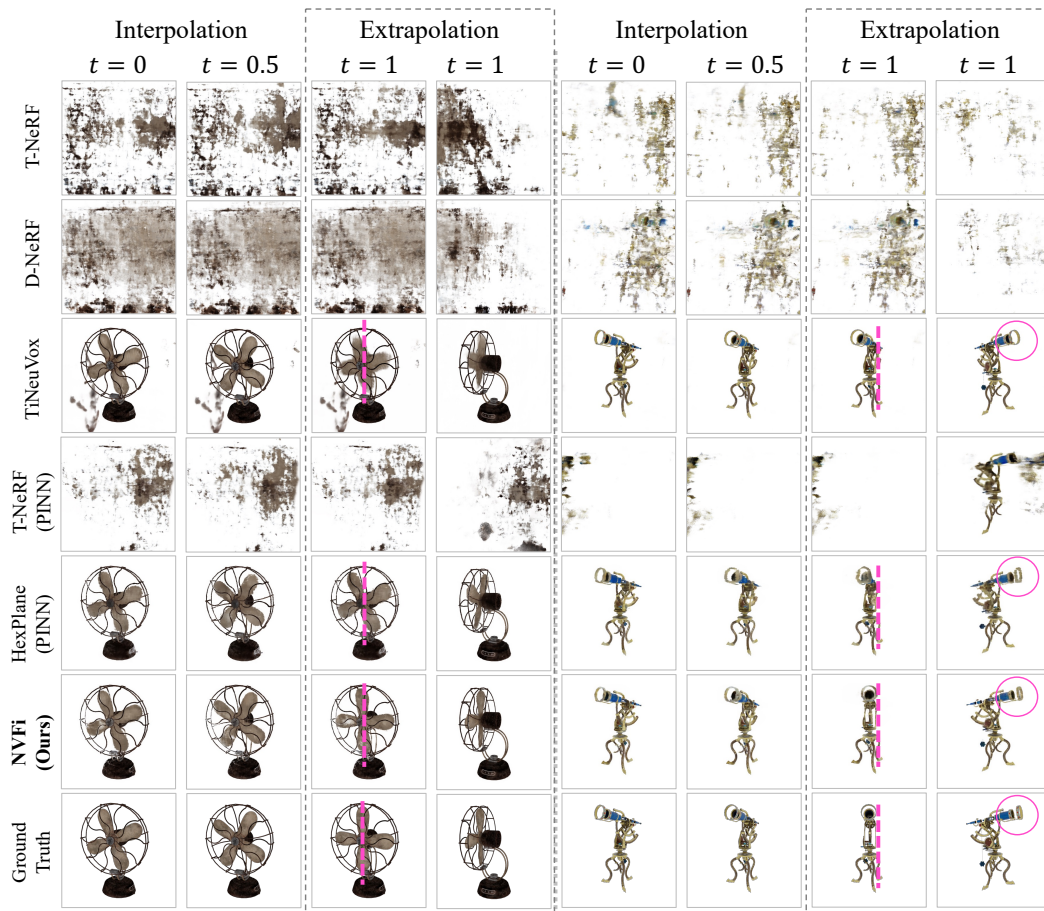 Interpolation Extrapolation Interpolation Extrapolation
t = 0 t = 0.5 t = 1 t = 1 t = 0 t = 0.5 t = 1 t = 1
T-NeRF
D-NeRF
TiNeuVox
T-NeRF
(PINN)
HexPlane
(PINN)
NVFi
(Ours)
Ground
Truth